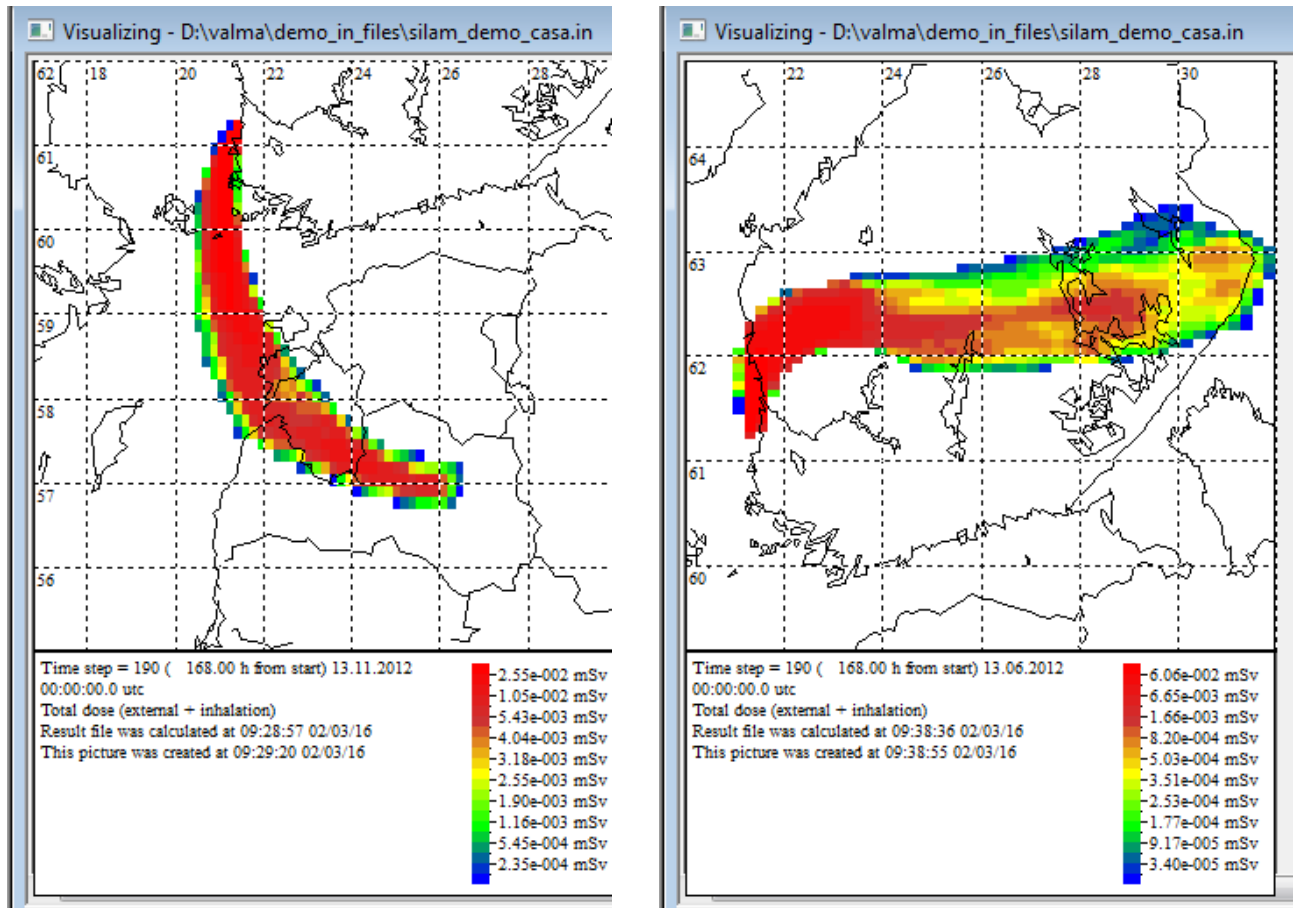 Visualizing - D:\valma\demo_in_files\silam_demo_casa.in
62 18 20 22 24 26 28
61
60
59
58
57
56
Time step = 190 (   168.00 h from start) 13.11.2012
00:00:00.0 utc
Total dose (external + inhalation)
Result file was calculated at 09:28:57 02/03/16
This picture was created at 09:29:20 02/03/16
2.55e-002 mSv
1.05e-002 mSv
5.43e-003 mSv
4.04e-003 mSv
3.18e-003 mSv
2.55e-003 mSv
1.90e-003 mSv
1.16e-003 mSv
5.45e-004 mSv
2.35e-004 mSv
Visualizing - D:\valma\demo_in_files\silam_demo_casa.in
22 24 26 28 30
64
63
62
61
60
Time step = 190 (   168.00 h from start) 13.06.2012
00:00:00.0 utc
Total dose (external + inhalation)
Result file was calculated at 09:38:36 02/03/16
This picture was created at 09:38:55 02/03/16
6.06e-002 mSv
6.65e-003 mSv
1.66e-003 mSv
8.20e-004 mSv
5.03e-004 mSv
3.51e-004 mSv
2.53e-004 mSv
1.77e-004 mSv
9.17e-005 mSv
3.40e-005 mSv